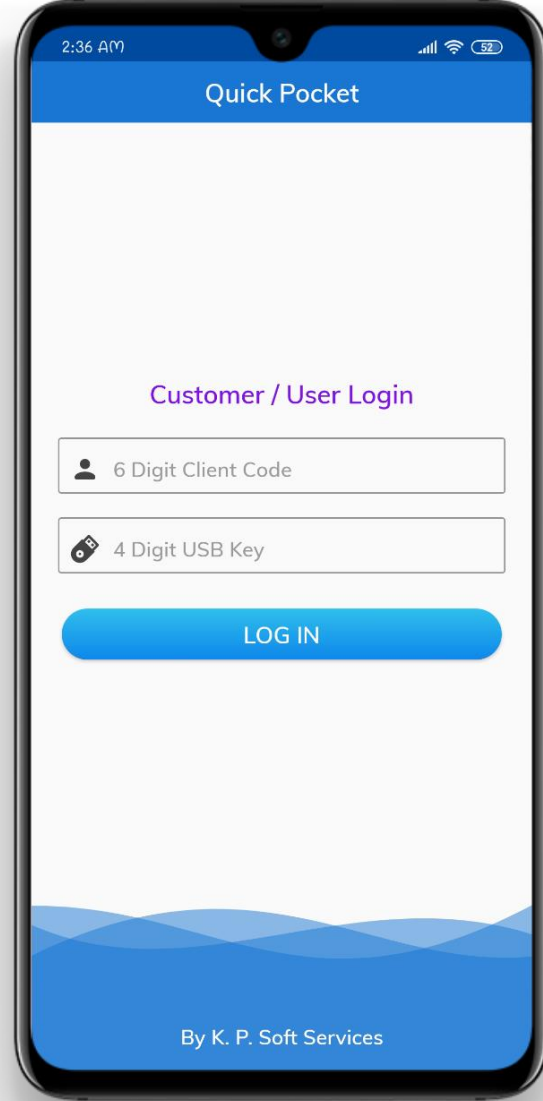 2:36 AM
52
Quick Pocket
Customer / User Login
6 Digit Client Code
4 Digit USB Key
LOG IN
By K. P. Soft Services